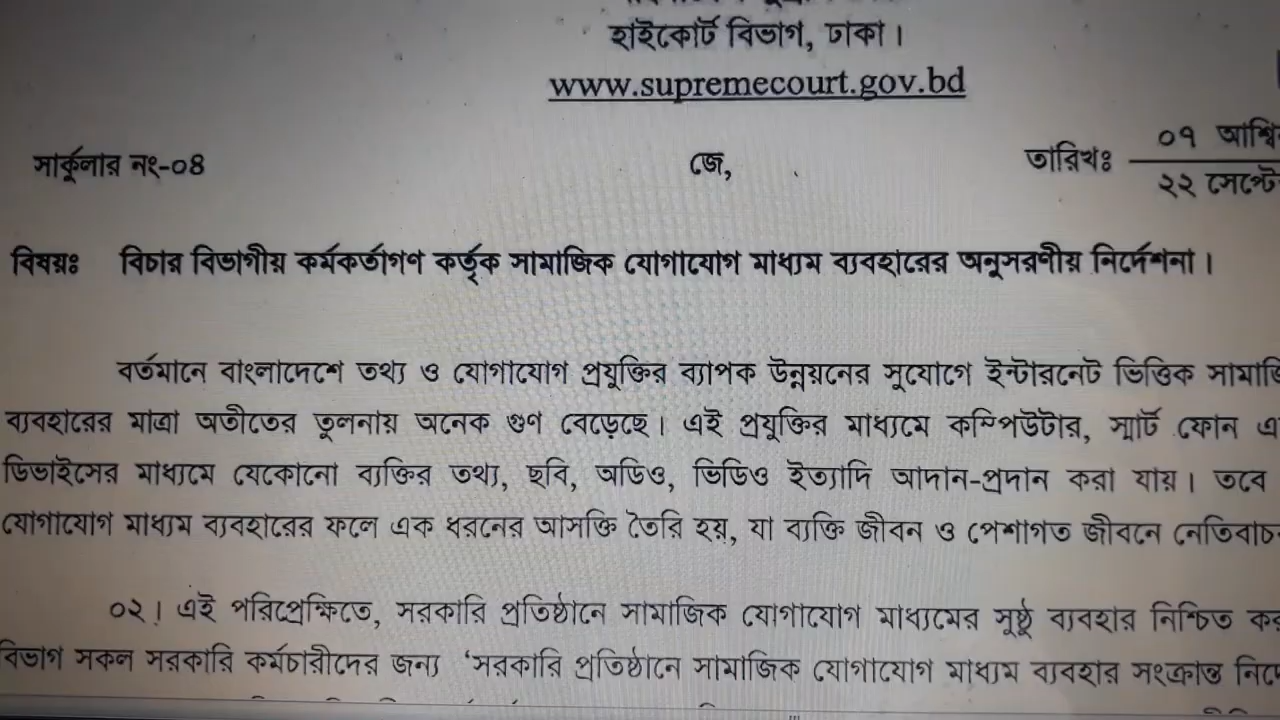 হাইকোর্ট বিভাগ, ঢাকা।
www.supremecourt.gov.bd
সার্কুলার নং-০৪
জে,
তারিখঃ
০৭
২২
বিষয়ঃ বিচার বিভাগীয় কর্মকর্তাগণ কর্তৃক সামাজিক যোগাযোগ মাধ্যম ব্যবহারের অনুসরণীয় নির্দেশনা।
বর্তমানে বাংলাদেশে তথ্য ও যোগাযোগ প্রযুক্তির ব্যাপক উন্নয়নের সুযোগে ইন্টারনেট ভিত্তিক
ব্যবহারের মাত্রা অতীতের তুলনায় অনেক গুণ বেড়েছে। এই প্রযুক্তির মাধ্যমে কম্পিউটার, স্মার্ট ফোন
ডিভাইসের মাধ্যমে যেকোনো ব্যক্তির তথ্য, ছবি, অডিও, ভিডিও ইত্যাদি আদান-প্রদান করা যায়। তবে
যোগাযোগ মাধ্যম ব্যবহারের ফলে এক ধরনের আসক্তি তৈরি হয়, যা ব্যক্তি জীবন ও পেশাগত জীবনে
০২। এই পরিপ্রেক্ষিতে, সরকারি প্রতিষ্ঠানে সামাজিক যোগাযোগ মাধ্যমের সুষ্ঠু ব্যবহার নিশ্চিত
বিভাগ সকল সরকারি কর্মচারীদের জন্য ‘সরকারি প্রতিষ্ঠানে সামাজিক যোগাযোগ মাধ্যম ব্যবহার সংক্রান্ত